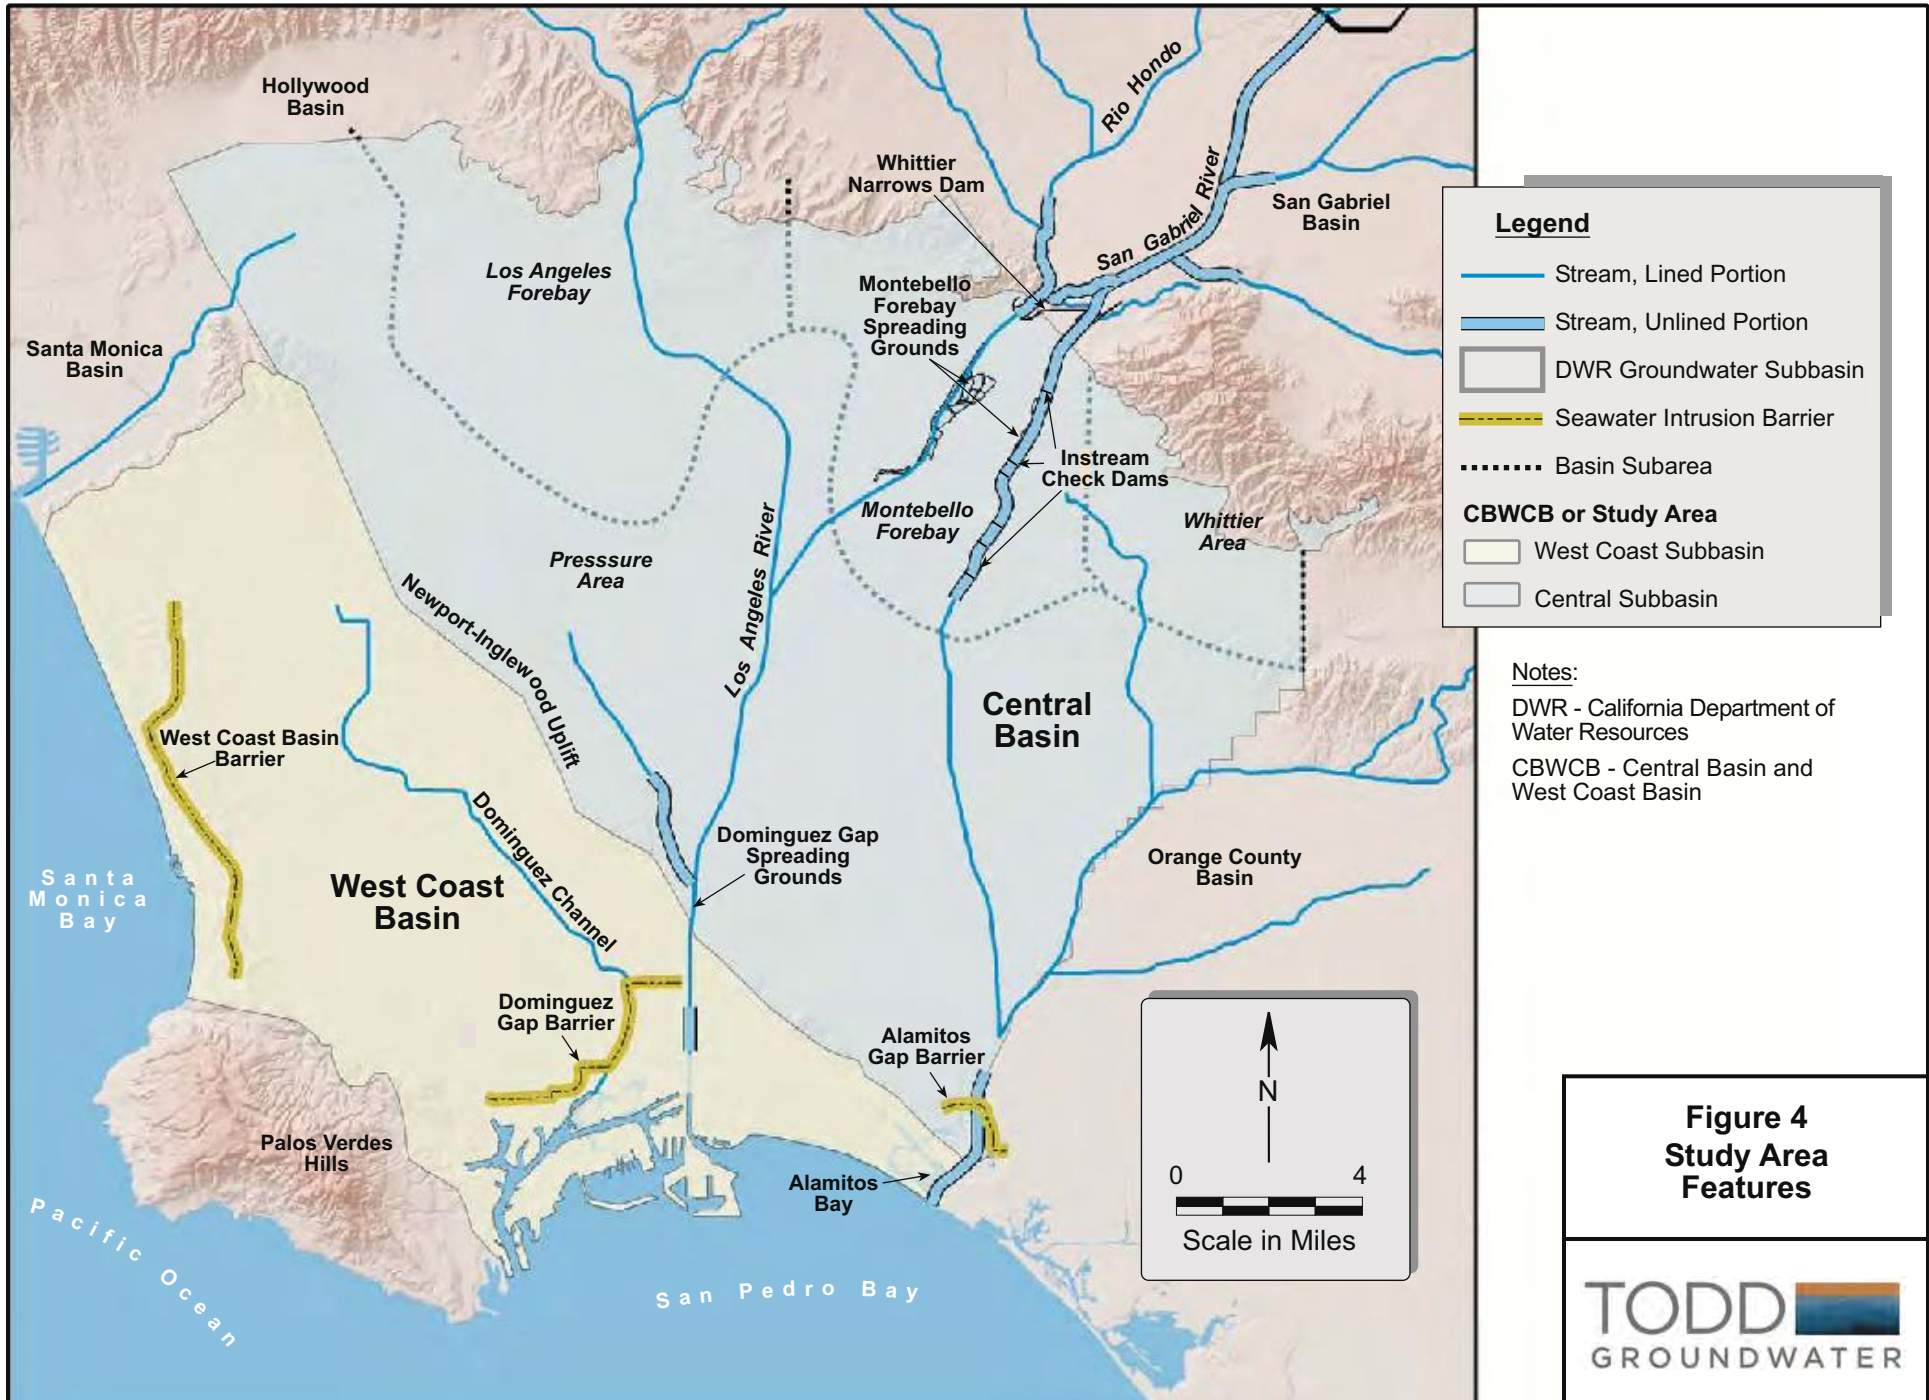 Hollywood
Basin
Rio Hondo
Whittier
Narrows Dam
San Gabriel River
San Gabriel
Basin
Los Angeles
Forebay
Montebello
Forebay
Spreading
Grounds
Santa Monica
Basin
Instream
Check Dams
Montebello
Forebay
Whittier
Area
Presssure
Area
Los Angeles River
Newport-Inglewood Uplift
Central
Basin
West Coast Basin
Barrier
Dominguez Channel
Dominguez Gap
Spreading
Grounds
Orange County
Basin
Santa
Monica
Bay
West Coast
Basin
Dominguez
Gap Barrier
Alamitos
Gap Barrier
Palos Verdes
Hills
Alamitos
Bay
Pacific Ocean
San Pedro Bay
N
0 4
Scale in Miles
Legend
Stream, Lined Portion
Stream, Unlined Portion
DWR Groundwater Subbasin
Seawater Intrusion Barrier
Basin Subarea
CBWCB or Study Area
West Coast Subbasin
Central Subbasin
Notes:
DWR - California Department of
Water Resources
CBWCB - Central Basin and
West Coast Basin
Figure 4
Study Area
Features
TODD
GROUNDWATER